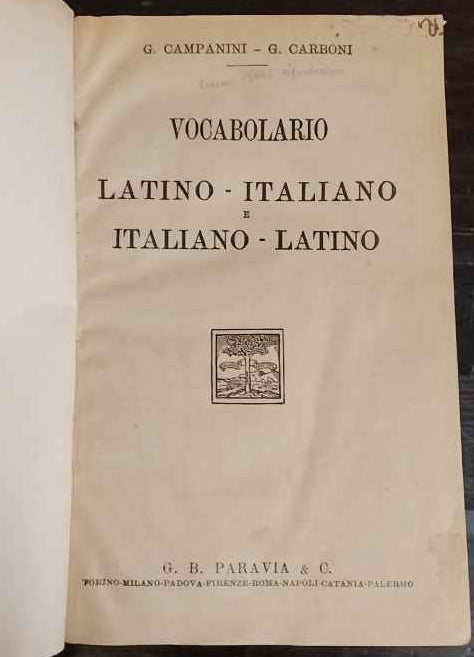 G. CAMPANINI - G. CARBONI
VOCABOLARIO
LATINO - ITALIANO
E
ITALIANO - LATINO
G. B. PARAVIA & C.
TORINO-MILANO-PADOVA-FIRENZE-ROMA-NAPOLI-CATANIA-PALERMO